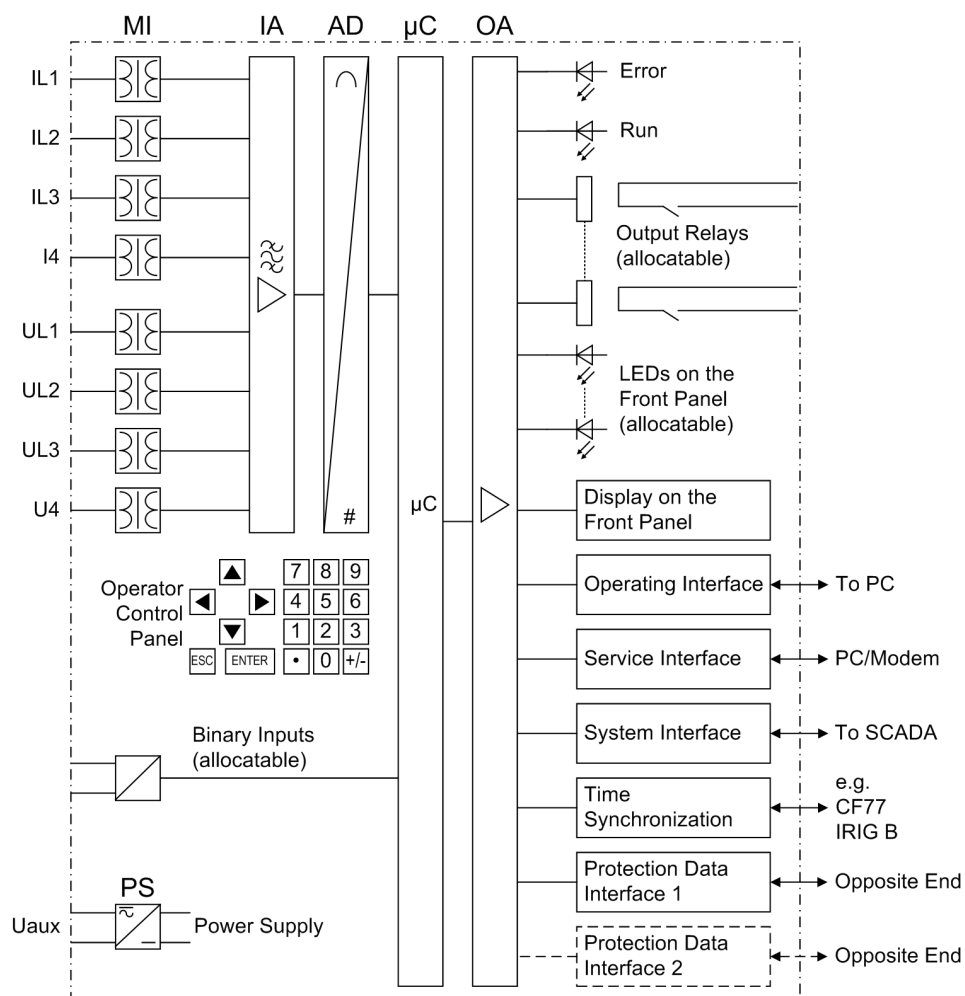 MI IA AD µC OA
IL1
IL2
IL3
I4
UL1
UL2
UL3
U4
#
µC
Error
Run
Output Relays
(allocatable)
LEDs on the
Front Panel
(allocatable)
Display on the
Front Panel
Operating Interface
To PC
Service Interface
PC/Modem
System Interface
To SCADA
Time
Synchronization
e.g.
CF77
IRIG B
Protection Data
Interface 1
Opposite End
Protection Data
Interface 2
Opposite End
Operator
Control
Panel
7 8 9
4 5 6
1 2 3
ESC ENTER • 0 +/-
Binary Inputs
(allocatable)
PS
Uaux
Power Supply